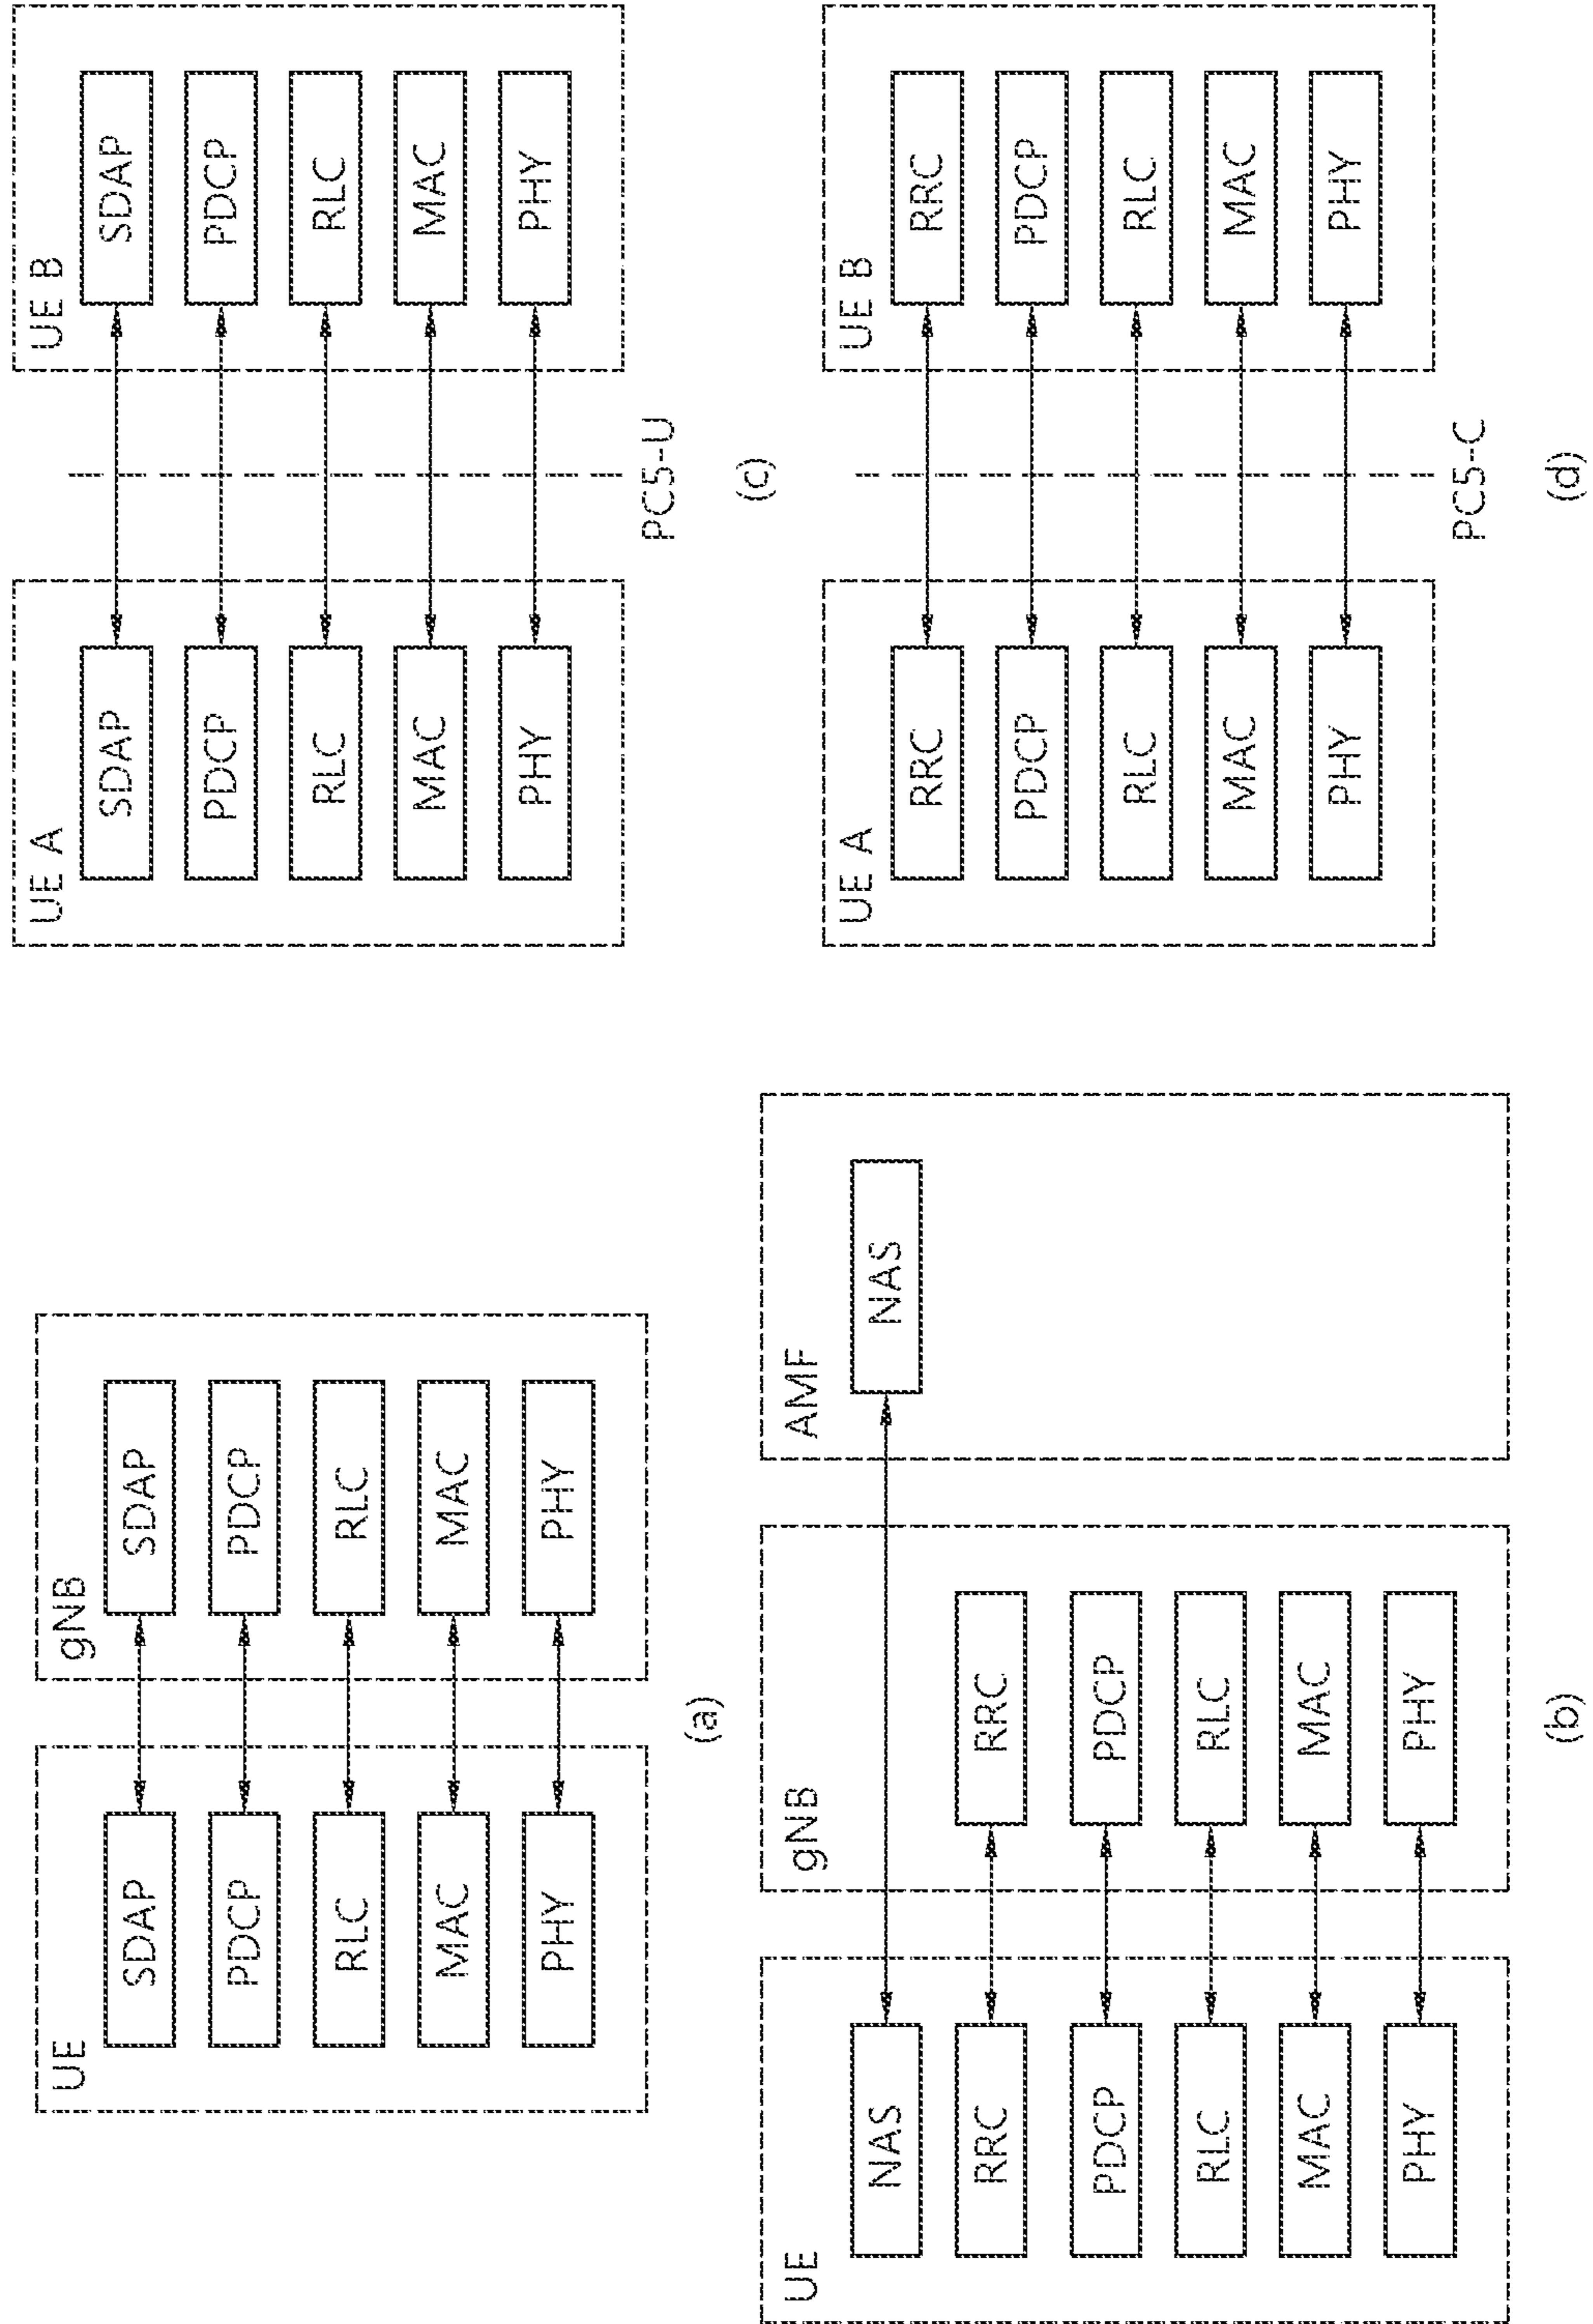 UE
gNB
SDAP
SDAP
PDCP
PDCP
RLC
RLC
MAC
MAC
PHY
PHY
(a)
UE
gNB
AMF
NAS
NAS
RRC
RRC
PDCP
PDCP
RLC
RLC
MAC
MAC
PHY
PHY
(b)
UE A
UE B
SDAP
SDAP
PDCP
PDCP
RLC
RLC
MAC
MAC
PHY
PHY
PC5-U
(c)
UE A
UE B
RRC
RRC
PDCP
PDCP
RLC
RLC
MAC
MAC
PHY
PHY
PC5-C
(d)